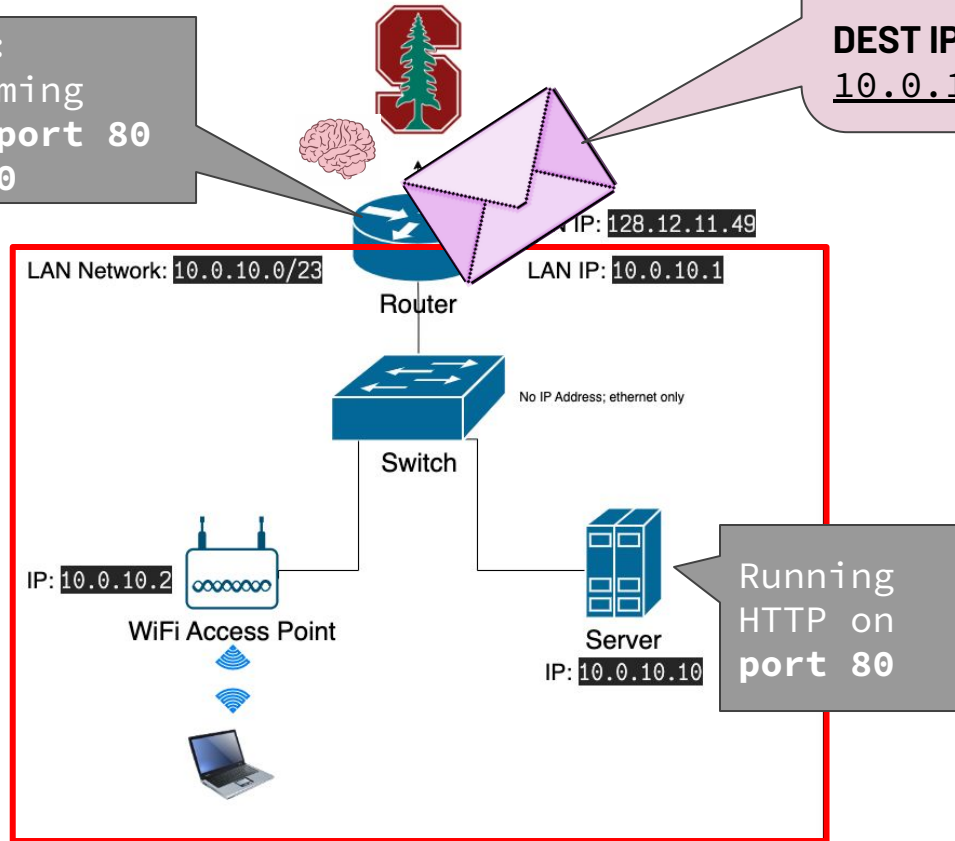 :
ming
port 80
0
DEST IP
10.0.1
IP: 128.12.11.49
LAN Network: 10.0.10.0/23
LAN IP: 10.0.10.1
Router
No IP Address; ethernet only
Switch
IP: 10.0.10.2
WiFi Access Point
Server
IP: 10.0.10.10
Running
HTTP on
port 80
S